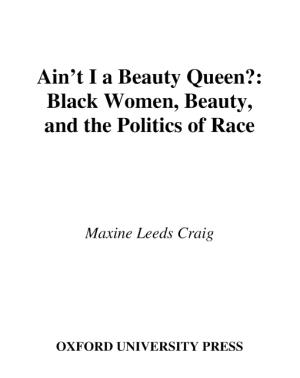 Ain't I a Beauty Queen?:
Black Women, Beauty,
and the Politics of Race
Maxine Leeds Craig
OXFORD UNIVERSITY PRESS